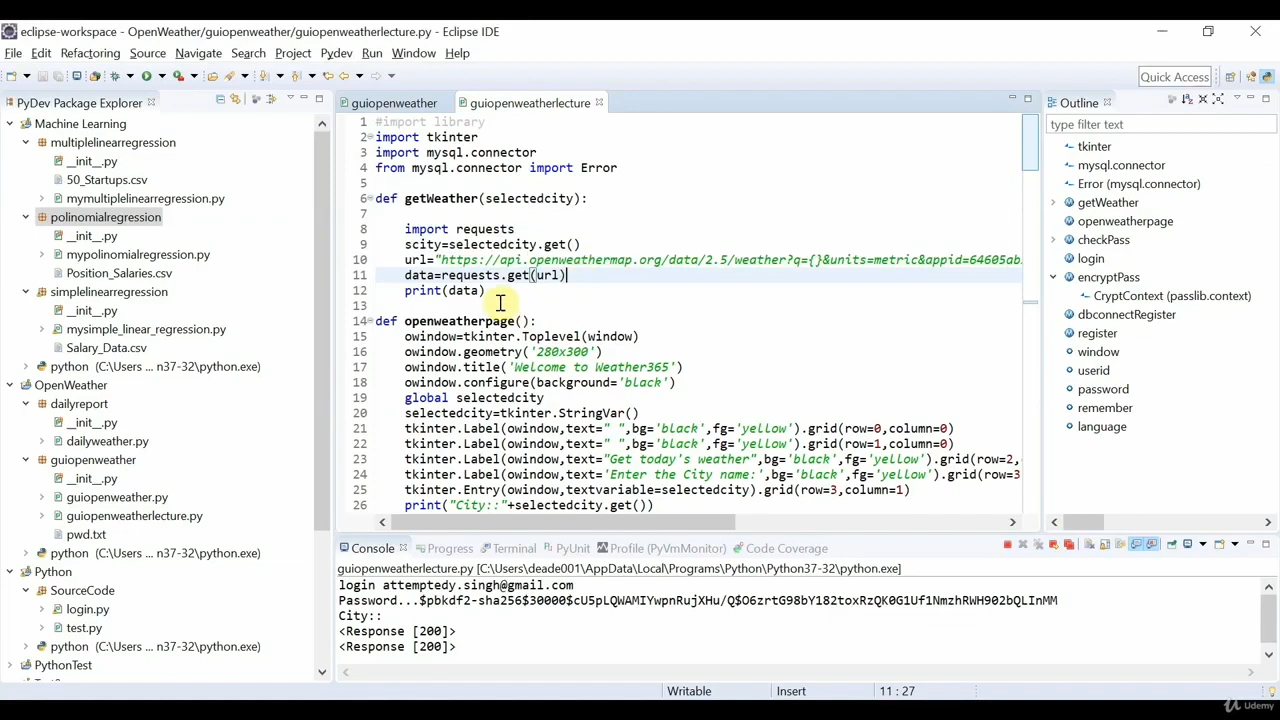 eclipse-workspace - OpenWeather/guiopenweather/guiopenweatherlecture.py - Eclipse IDE
File Edit Refactoring Source Navigate Search Project Pydev Run Window Help
Quick Access
PyDev Package Explorer
Machine Learning
multiplelinearregression
__init__.py
50_Startups.csv
mymultiplelinearregression.py
polinomialregression
__init__.py
mypolinomialregression.py
Position_Salaries.csv
simplelinearregression
__init__.py
mysimple_linear_regression.py
Salary_Data.csv
python (C:\Users ... n37-32\python.exe)
OpenWeather
dailyreport
__init__.py
dailyweather.py
guiopenweather
__init__.py
guiopenweather.py
guiopenweatherlecture.py
pwd.txt
python (C:\Users ... n37-32\python.exe)
Python
SourceCode
login.py
test.py
python (C:\Users ... n37-32\python.exe)
PythonTest
guiopenweather guiopenweatherlecture
1 #import library
2 import tkinter
3 import mysql.connector
4 from mysql.connector import Error
5
6 def getWeather(selectedcity):
7
8 import requests
9 scity=selectedcity.get()
10 url="https://api.openweathermap.org/data/2.5/weather?q={}&units=metric&appid=64605ab
11 data=requests.get(url)
12 print(data)
13
14 def openweatherpage():
15 owindow=tkinter.Toplevel(window)
16 owindow.geometry('280x300')
17 owindow.title('Welcome to Weather365')
18 owindow.configure(background='black')
19 global selectedcity
20 selectedcity=tkinter.StringVar()
21 tkinter.Label(owindow,text=" ",bg='black',fg='yellow').grid(row=0,column=0)
22 tkinter.Label(owindow,text=" ",bg='black',fg='yellow').grid(row=1,column=0)
23 tkinter.Label(owindow,text="Get today's weather",bg='black',fg='yellow').grid(row=2,
24 tkinter.Label(owindow,text='Enter the City name:',bg='black',fg='yellow').grid(row=3
25 tkinter.Entry(owindow,textvariable=selectedcity).grid(row=3,column=1)
26 print("City::"+selectedcity.get())
Outline
type filter text
tkinter
mysql.connector
Error (mysql.connector)
getWeather
openweatherpage
checkPass
login
encryptPass
CryptContext (passlib.context)
dbconnectRegister
register
window
userid
password
remember
language
Console Progress Terminal PyUnit Profile (PyVmMonitor) Code Coverage
guiopenweatherlecture.py [C:\Users\deade001\AppData\Local\Programs\Python\Python37-32\python.exe]
login attemptedy.singh@gmail.com
Password...$pbkdf2-sha256$30000$cU5pLQWAMIYwpnRujXHu/Q$O6zrtG98bY182toxRzQK0G1Uf1NmzhRWH902bQLInMM
City::
<Response [200]>
<Response [200]>
Writable Insert 11 : 27
Udemy